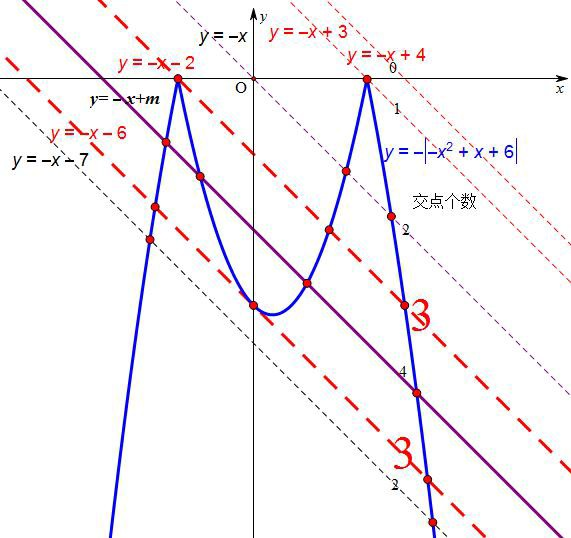 y
y = −x
y = −x + 3
y = −x − 2
y = −x + 4
0
O
x
y= − x+m
1
y = −x − 6
y = −|−x² + x + 6|
y = −x − 7
交点个数
2
3
4
3
2